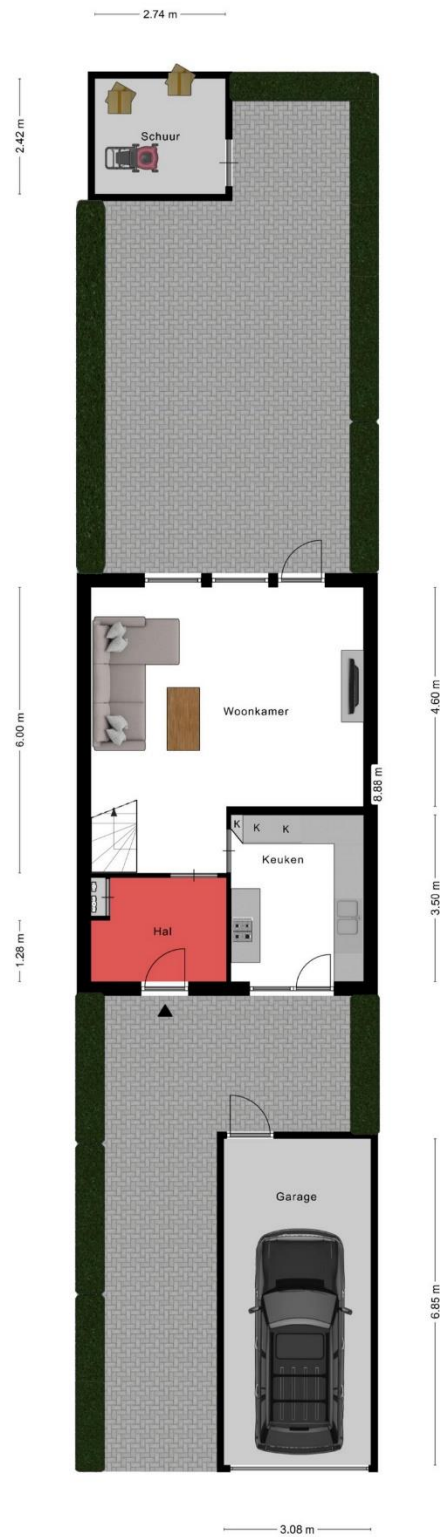 2.74 m
2.42 m
Schuur
6.00 m
4.60 m
Woonkamer
8.88 m
K
K
K
Keuken
3.50 m
1.28 m
Hal
Garage
6.85 m
3.08 m